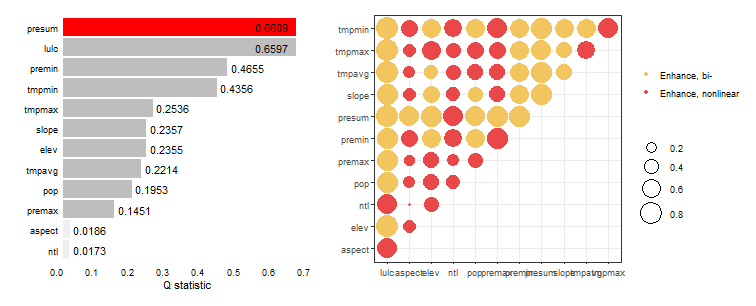 presum 0.6609
lulc 0.6597
premin 0.4655
tmpmin 0.4356
tmpmax 0.2536
slope 0.2357
elev 0.2355
tmpavg 0.2214
pop 0.1953
premax 0.1451
aspect 0.0186
ntl 0.0173
0.0 0.1 0.2 0.3 0.4 0.5 0.6 0.7
Q statistic
tmpmin
tmpmax
tmpavg
slope
presum
premin
premax
pop
ntl
elev
aspect
lulc aspect elev ntl pop premax premin presum slope tmpavg tmpmax
Enhance, bi-
Enhance, nonlinear
0.2
0.4
0.6
0.8